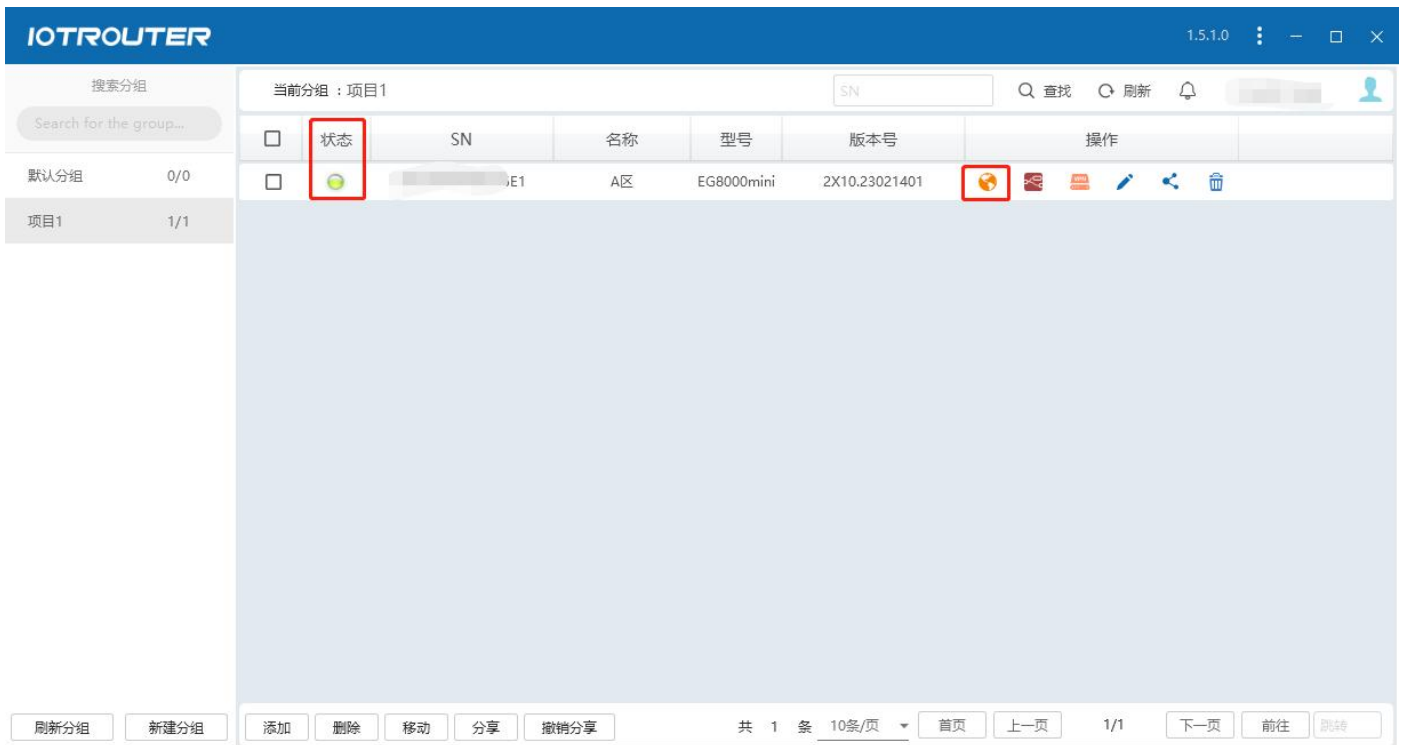 IOTROUTER
1.5.1.0
搜索分组
Search for the group...
默认分组 0/0
项目1 1/1
当前分组：项目1
SN
查找
刷新
状态 SN 名称 型号 版本号 操作
E1 A区 EG8000mini 2X10.23021401
刷新分组 新建分组
添加 删除 移动 分享 撤销分享
共 1 条 10条/页 首页 上一页 1/1 下一页 前往 跳转